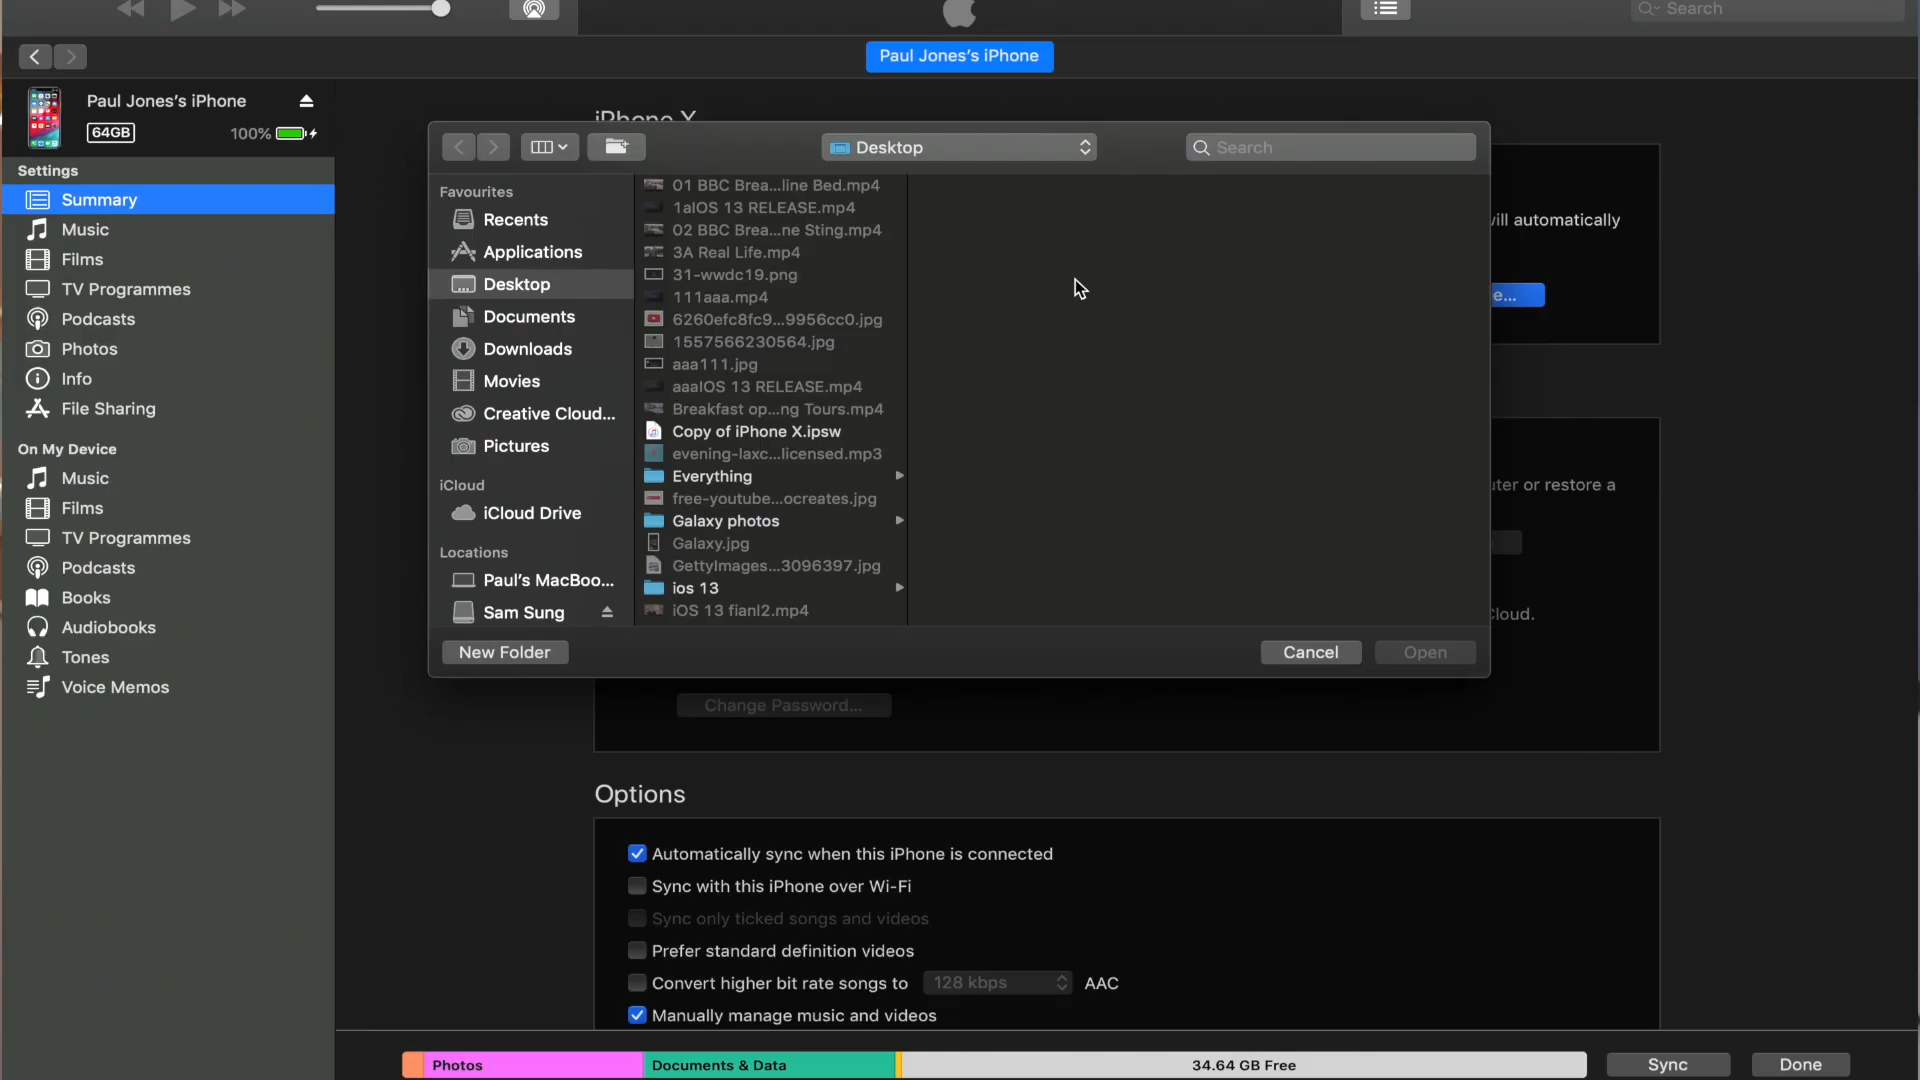 Search
Paul Jones's iPhone
Paul Jones's iPhone
64GB
100%
Settings
Summary
Music
Films
TV Programmes
Podcasts
Photos
Info
File Sharing
On My Device
Music
Films
TV Programmes
Podcasts
Books
Audiobooks
Tones
Voice Memos
iPhone X
Desktop
Search
Favourites
Recents
Applications
Desktop
Documents
Downloads
Movies
Creative Cloud...
Pictures
iCloud
iCloud Drive
Locations
Paul's MacBoo...
Sam Sung
01 BBC Brea...line Bed.mp4
1aIOS 13 RELEASE.mp4
02 BBC Brea...ne Sting.mp4
3A Real Life.mp4
31-wwdc19.png
111aaa.mp4
6260efc8fc9...9956cc0.jpg
1557566230564.jpg
aaa111.jpg
aaaIOS 13 RELEASE.mp4
Breakfast op...ng Tours.mp4
Copy of iPhone X.ipsw
evening-laxc...licensed.mp3
Everything
free-youtube...ocreates.jpg
Galaxy photos
Galaxy.jpg
GettyImages...3096397.jpg
ios 13
iOS 13 fianl2.mp4
New Folder
Cancel
Open
will automatically
e...
uter or restore a
Cloud.
Change Password...
Options
Automatically sync when this iPhone is connected
Sync with this iPhone over Wi-Fi
Sync only ticked songs and videos
Prefer standard definition videos
Convert higher bit rate songs to 128 kbps AAC
Manually manage music and videos
Photos
Documents & Data
34.64 GB Free
Sync
Done